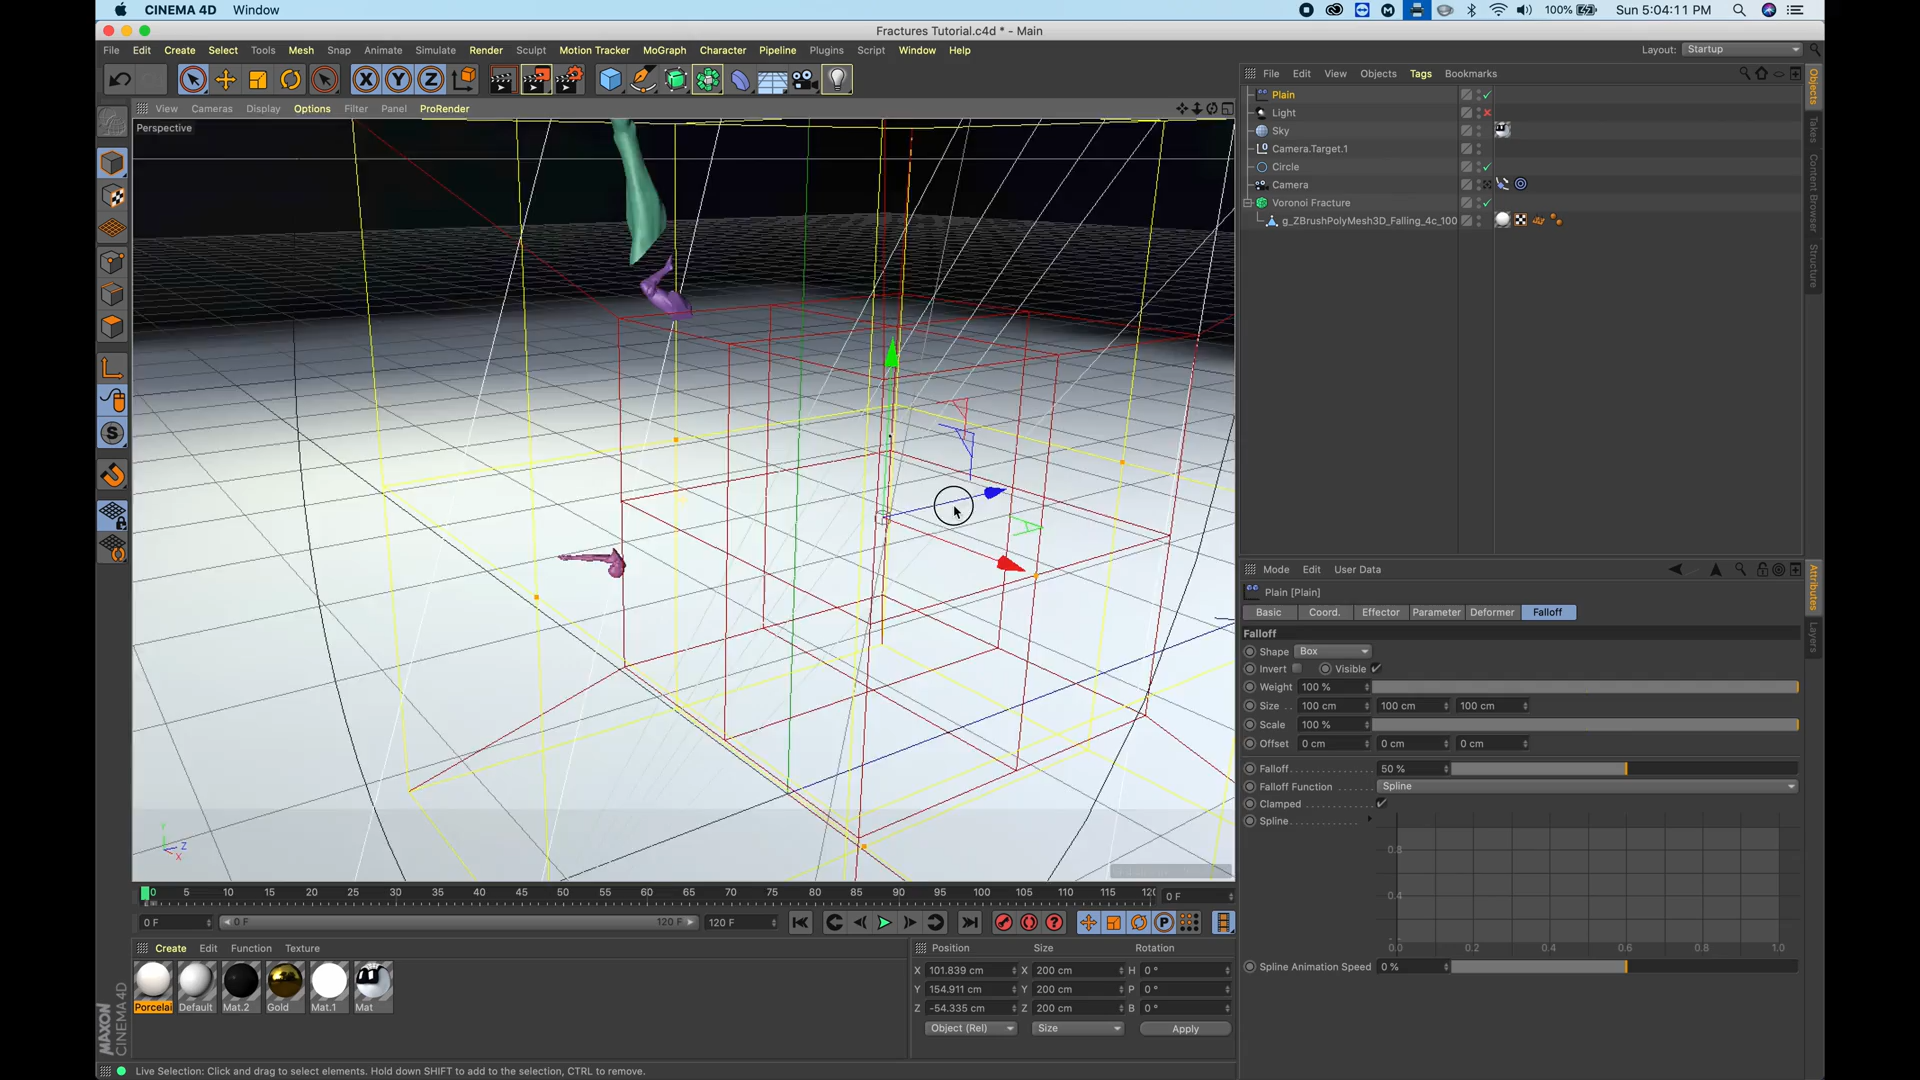 CINEMA 4D Window 100% Sun 5:04:11 PM
Fractures Tutorial.c4d * - Main
File Edit Create Select Tools Mesh Snap Animate Simulate Render Sculpt Motion Tracker MoGraph Character Pipeline Plugins Script Window Help Layout: Startup
View Cameras Display Options Filter Panel ProRender
Perspective
File Edit View Objects Tags Bookmarks
Plain
Light
Sky
Camera.Target.1
Circle
Camera
Voronoi Fracture
g_ZBrushPolyMesh3D_Falling_4c_100
Objects
Takes
Content Browser
Structure
Mode Edit User Data
Plain [Plain]
Basic Coord. Effector Parameter Deformer Falloff
Falloff
Shape Box
Invert Visible
Weight 100 %
Size 100 cm 100 cm 100 cm
Scale 100 %
Offset 0 cm 0 cm 0 cm
Falloff 50 %
Falloff Function Spline
Clamped
Spline
0.8
0.4
0.0 0.2 0.4 0.6 0.8 1.0
Spline Animation Speed 0 %
Attributes
Layers
Y
Z
X
0 5 10 15 20 25 30 35 40 45 50 55 60 65 70 75 80 85 90 95 100 105 110 115 0 F
0 F 0 F 120 F 120 F
Create Edit Function Texture
Porcelai Default Mat.2 Gold Mat.1 Mat
Position Size Rotation
X 101.839 cm X 200 cm H 0 °
Y 154.911 cm Y 200 cm P 0 °
Z -54.335 cm Z 200 cm B 0 °
Object (Rel) Size Apply
MAXON
CINEMA 4D
Live Selection: Click and drag to select elements. Hold down SHIFT to add to the selection, CTRL to remove.